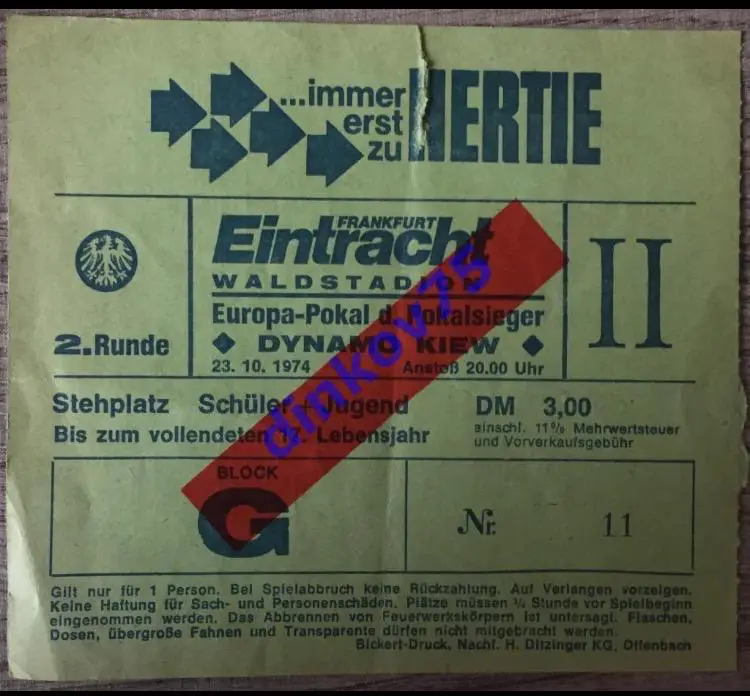 ...immer
erst
zu HERTIE
FRANKFURT
Eintracht
WALDSTADION
II
Europa-Pokal d. Pokalsieger
2. Runde
DYNAMO KIEW
23. 10. 1974 Anstoß 20.00 Uhr
dinkoy75
Stehplatz Schüler + Jugend DM 3,00
Bis zum vollendeten 17. Lebensjahr
einschl. 11% Mehrwertsteuer
und Vorverkaufsgebühr
BLOCK
G
Nr. 11
Gilt nur für 1 Person. Bei Spielabbruch keine Rückzahlung. Auf Verlangen vorzeigen.
Keine Haftung für Sach- und Personenschäden. Plätze müssen ½ Stunde vor Spielbeginn
eingenommen werden. Das Abbrennen von Feuerwerkskörpern ist untersagt. Flaschen,
Dosen, übergroße Fahnen und Transparente dürfen nicht mitgebracht werden.
Bickert-Druck, Nachf. H. Ditzinger KG, Offenbach